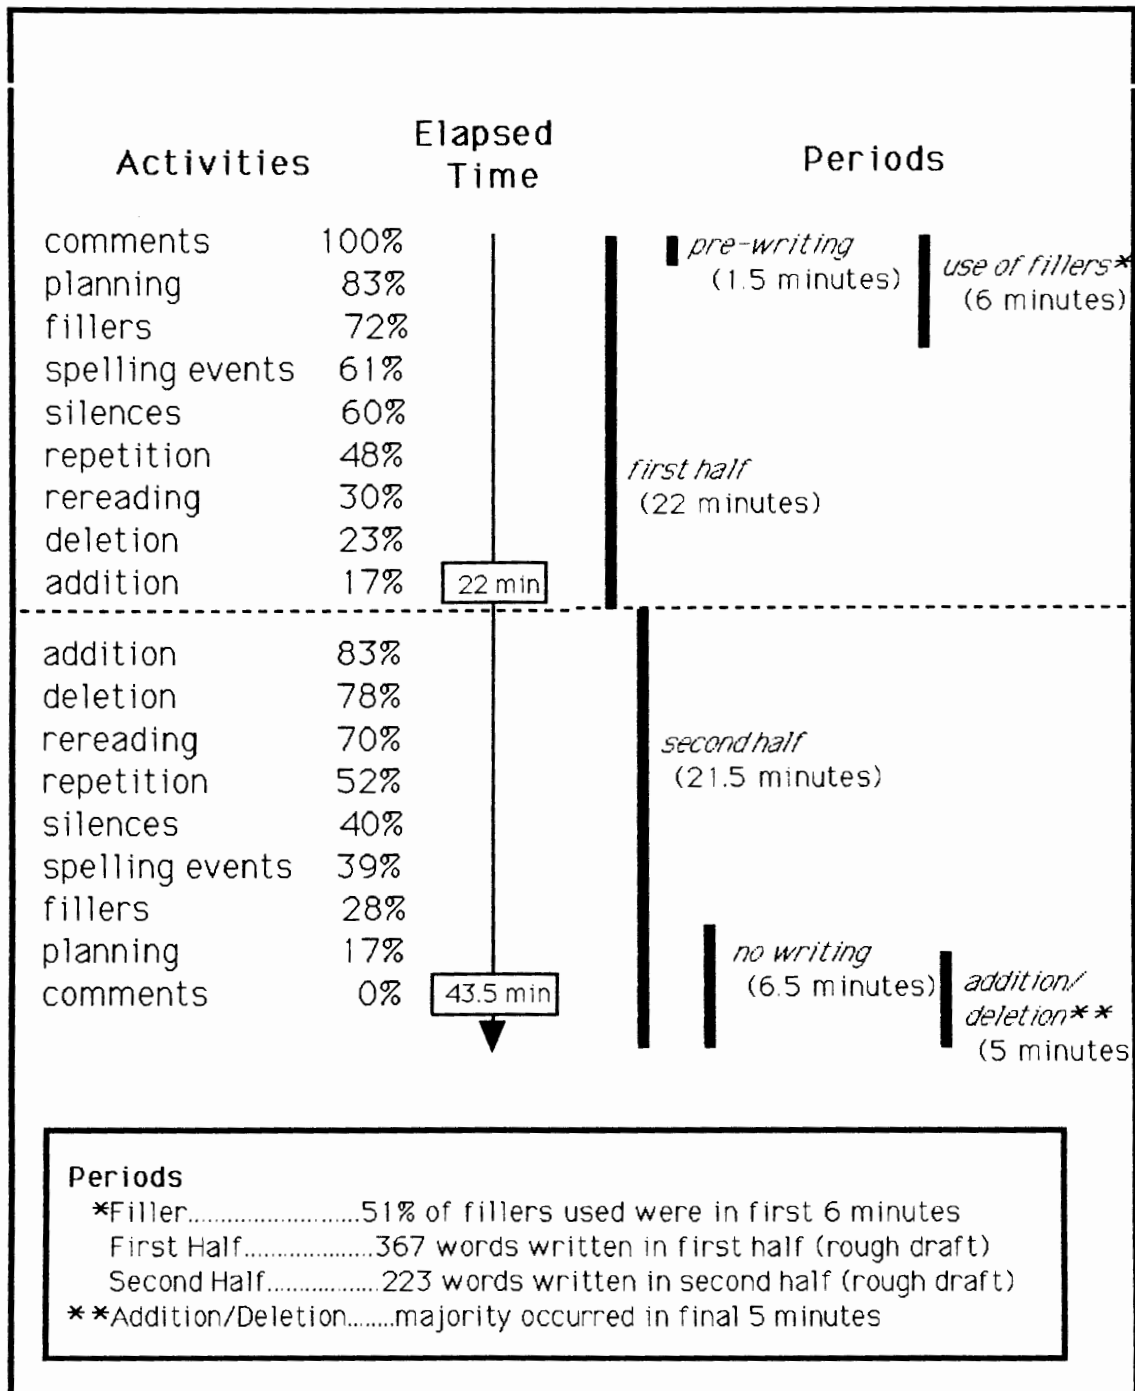 Activities Elapsed Time Periods
comments 100%
planning 83%
fillers 72%
spelling events 61%
silences 60%
repetition 48%
rereading 30%
deletion 23%
addition 17%
22 min
pre-writing
(1.5 minutes)
use of fillers*
(6 minutes)
first half
(22 minutes)
addition 83%
deletion 78%
rereading 70%
repetition 52%
silences 40%
spelling events 39%
fillers 28%
planning 17%
comments 0%
43.5 min
second half
(21.5 minutes)
no writing
(6.5 minutes)
addition/
deletion**
(5 minutes
Periods
*Filler..........................51% of fillers used were in first 6 minutes
First Half....................367 words written in first half (rough draft)
Second Half.................223 words written in second half (rough draft)
**Addition/Deletion........majority occurred in final 5 minutes